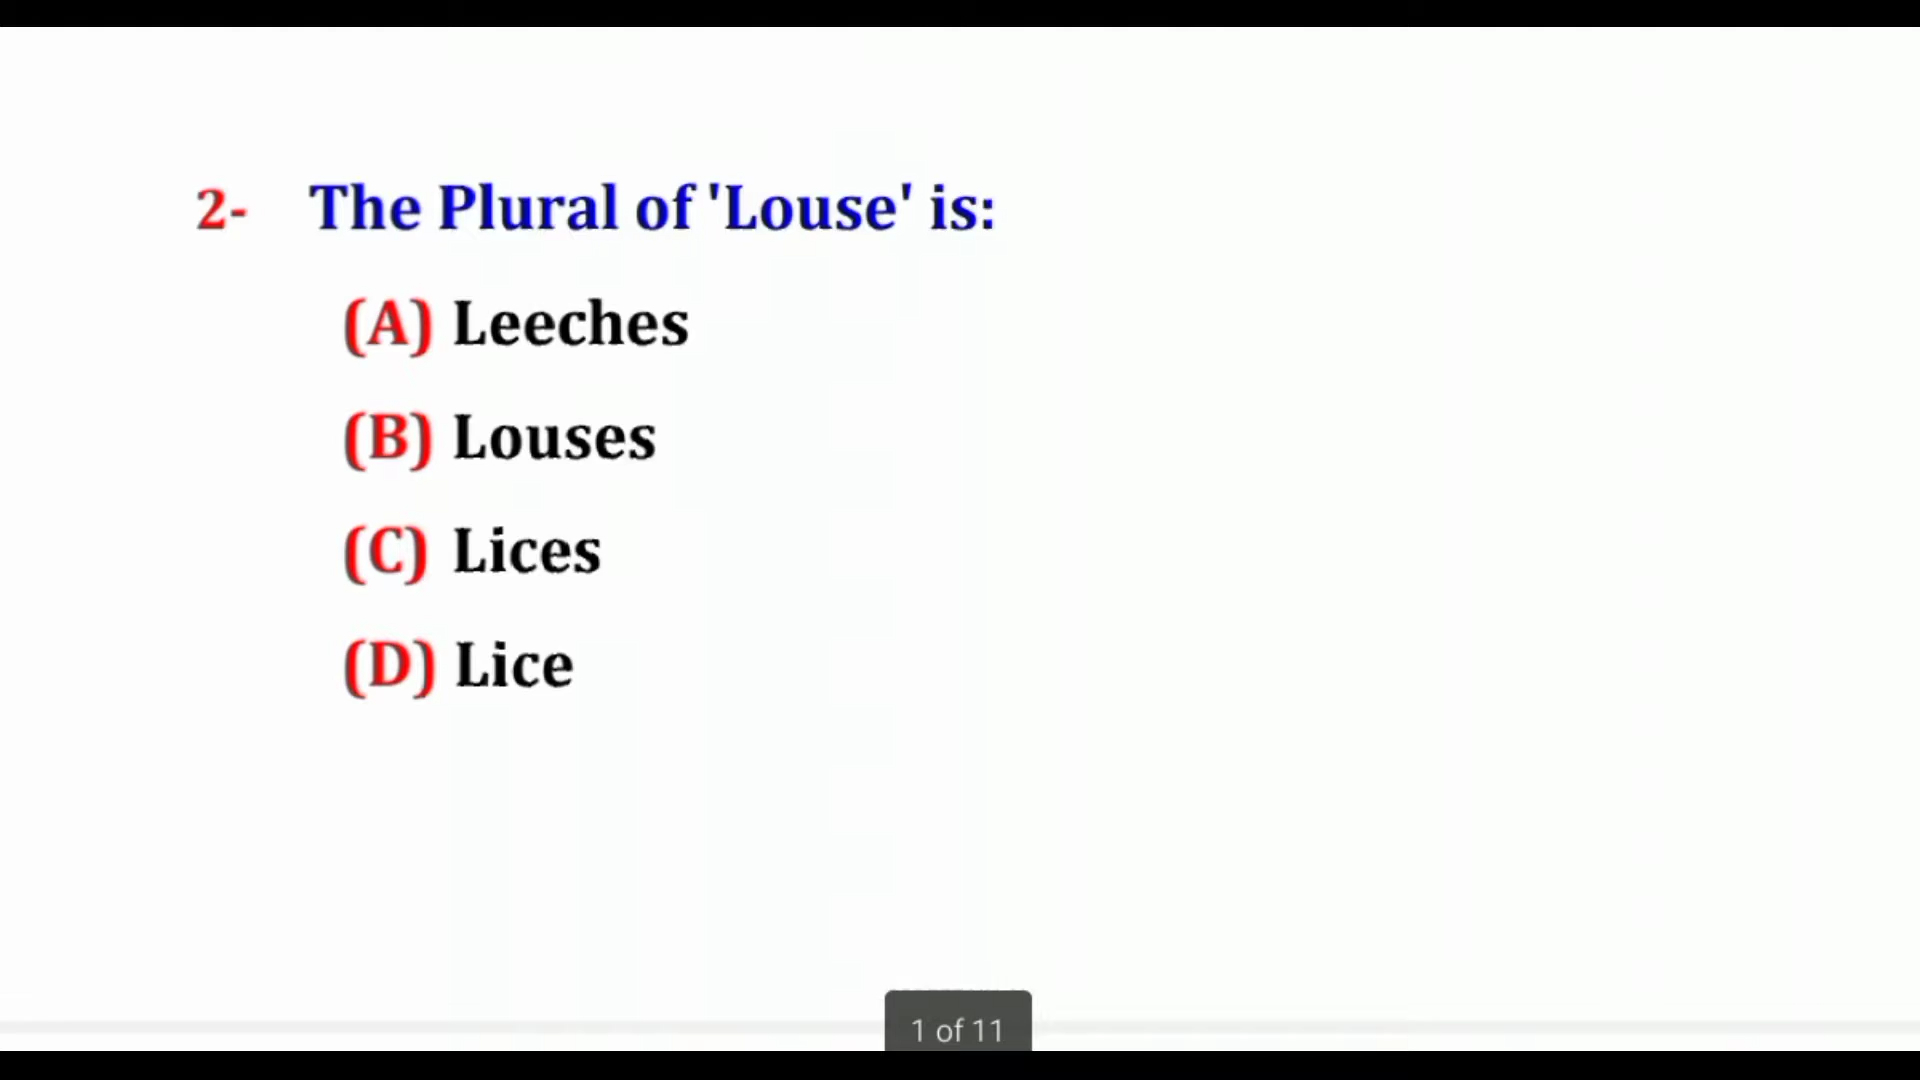 2- The Plural of 'Louse' is:
(A) Leeches
(B) Louses
(C) Lices
(D) Lice
1 of 11